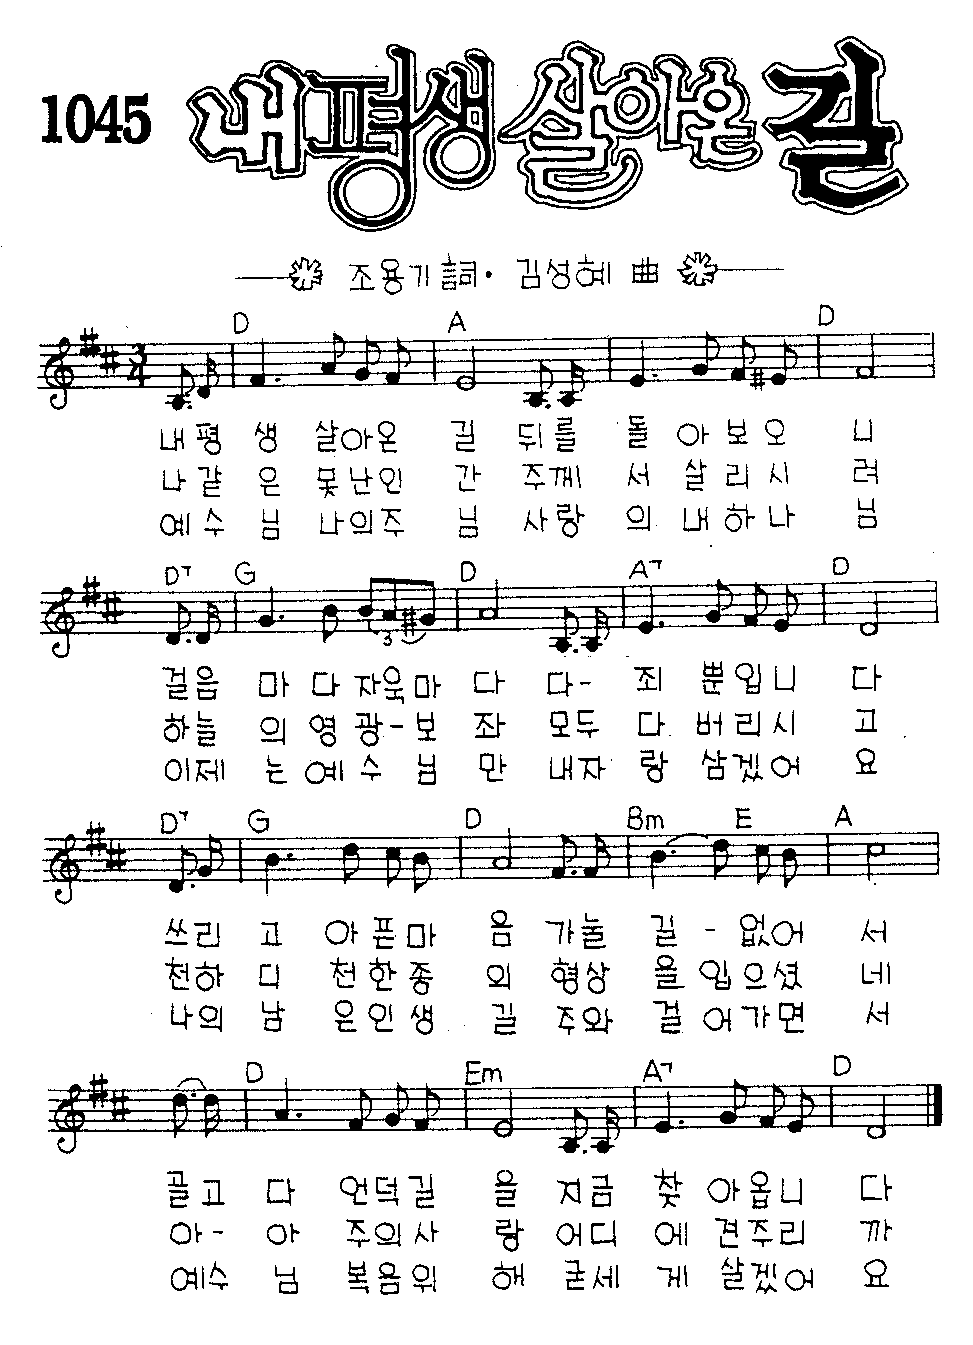 1045 내평생 살아온 길
조용기 詞 · 김성혜 曲
D A D
내평 생 살아온 길 뒤를 돌 아보오 니
나같 은 못난인 간 주께 서 살리시 려
예수 님 나의주 님 사랑 의 내하나 님
D7 G D A7 D
3
걸음 마 다자욱마 다 다- 죄 뿐입니 다
하늘 의 영광-보 좌 모두 다 버리시 고
이제 는 예수님 만 내자 랑 삼겠어 요
D7 G D Bm E A
쓰리 고 아픈마 음 가눌 길 - 없어 서
천하 디 천한종 의 형상 을입으셨 네
나의 남 은인생 길 주와 걸어가면 서
D Em A7 D
골고 다 언덕길 을 지금 찾 아옵니 다
아- 아 주의사 랑 어디 에 견주리 까
예수 님 복음위 해 굳세 게 살겠어 요